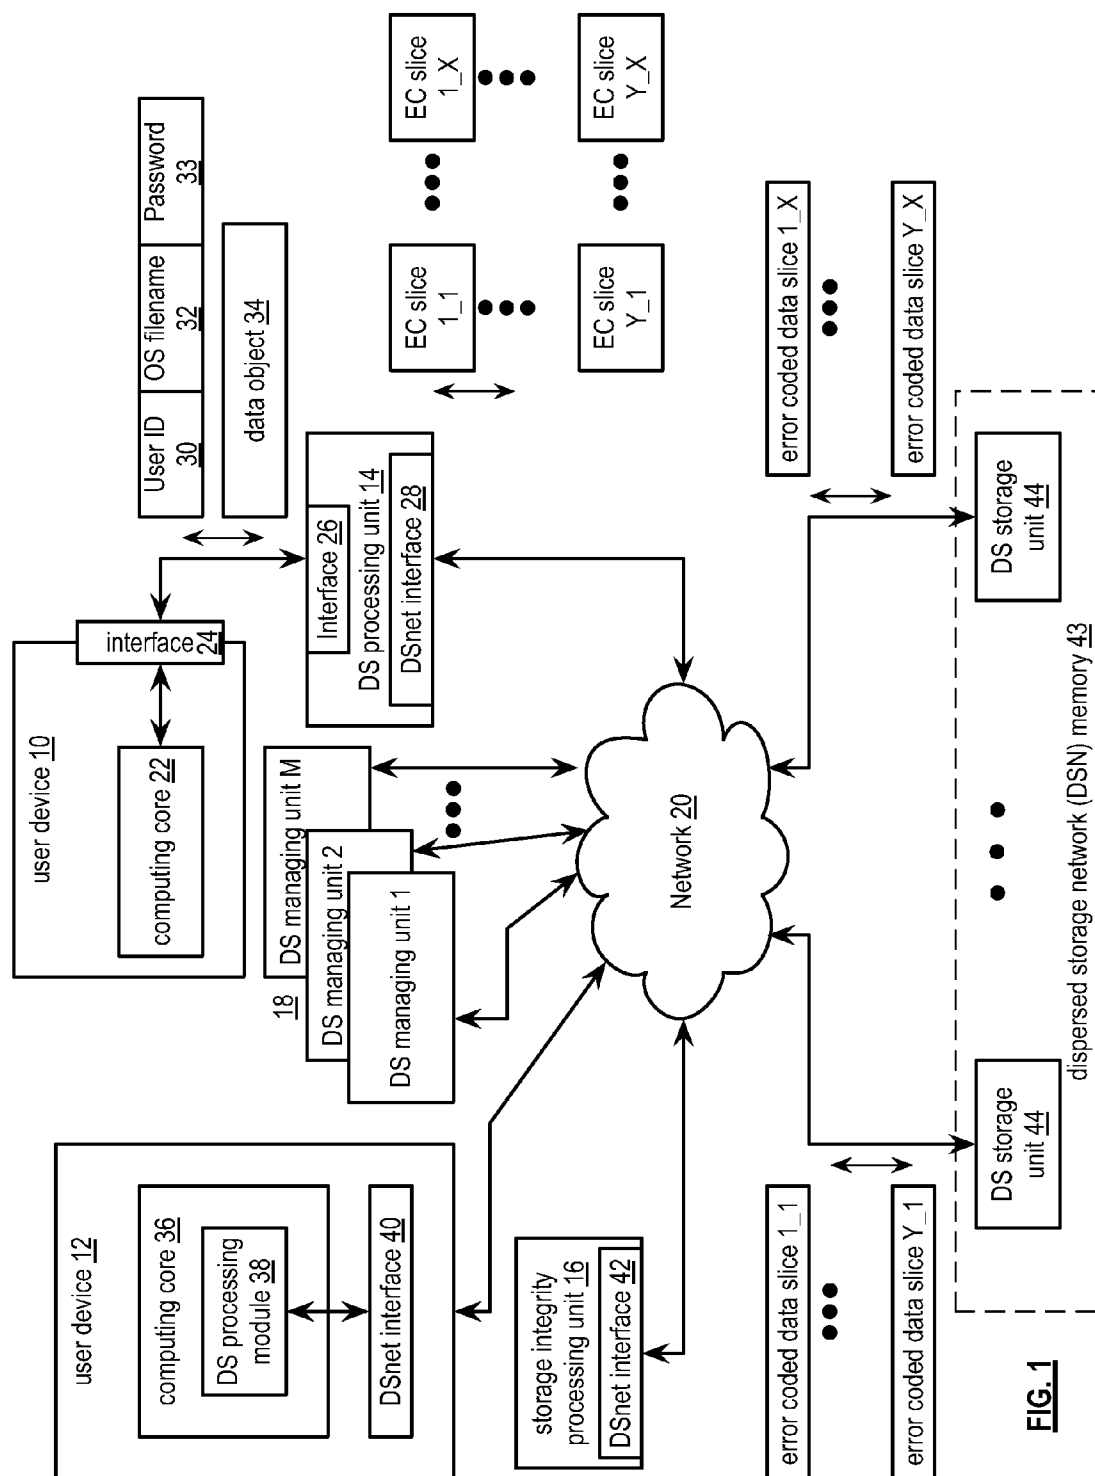 user device 12
computing core 36
DS processing
module 38
DSnet interface 40
user device 10
computing core 22
interface
24
User ID
30
OS filename
32
Password
33
data object 34
18
DS managing unit M
DS managing unit 2
DS managing unit 1
Interface 26
DS processing unit 14
DSnet interface 28
EC slice
1_1
EC slice
1_X
EC slice
Y_1
EC slice
Y_X
storage integrity
processing unit 16
DSnet interface 42
Network 20
error coded data slice 1_1
error coded data slice Y_1
error coded data slice 1_X
error coded data slice Y_X
DS storage
unit 44
DS storage
unit 44
dispersed storage network (DSN) memory 43
FIG. 1